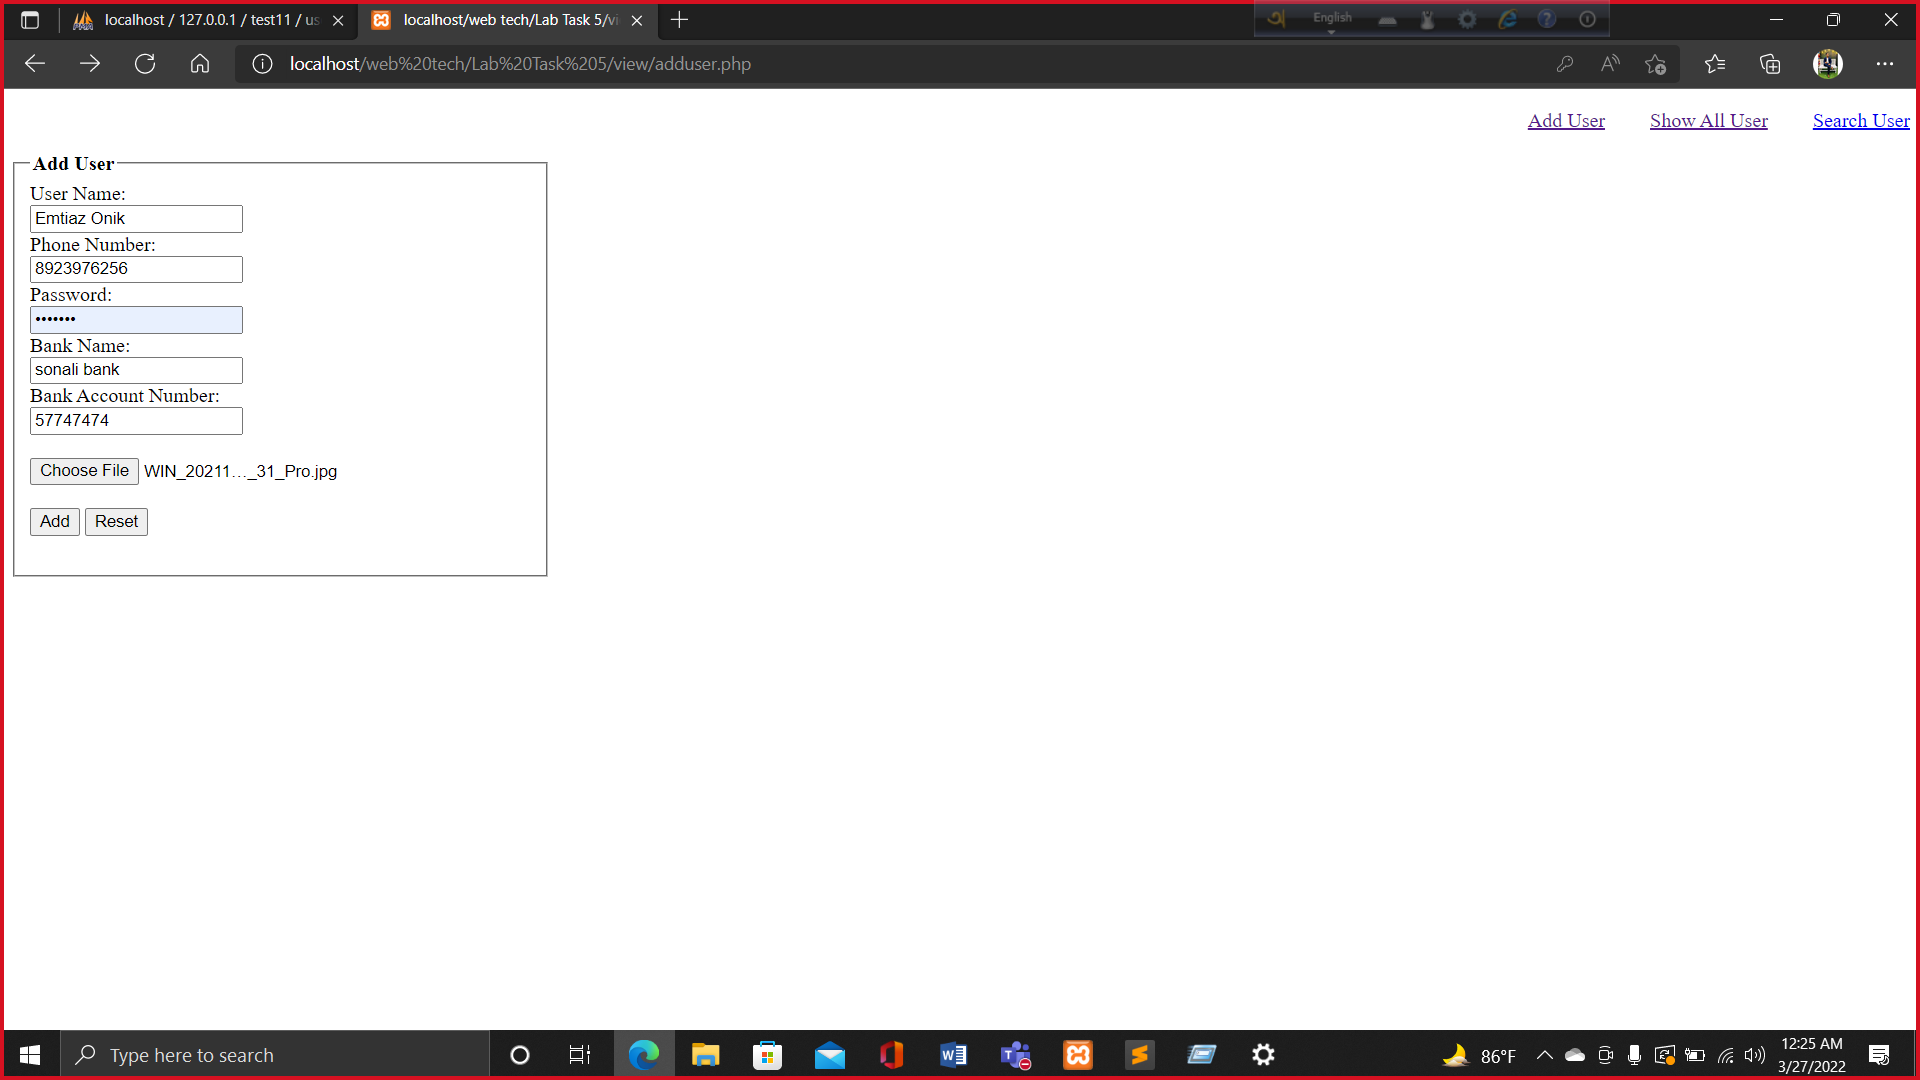 localhost / 127.0.0.1 / test11 / us
localhost/web tech/Lab Task 5/vi
English
localhost/web%20tech/Lab%20Task%205/view/adduser.php
Add User Show All User Search User
Add User
User Name:
Emtiaz Onik
Phone Number:
8923976256
Password:
•••••••
Bank Name:
sonali bank
Bank Account Number:
57747474
Choose File WIN_20211..._31_Pro.jpg
Add Reset
Type here to search
86°F
12:25 AM
3/27/2022